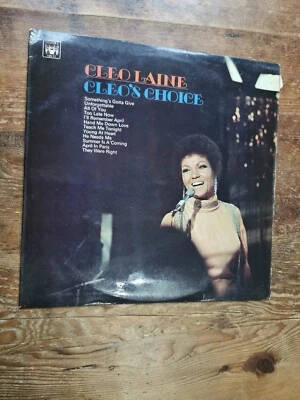 CLEO LAINE
CLEO'S CHOICE
Something's Gotta Give
Unforgettable
All Of You
Too Late Now
I'll Remember April
Hand Me Down Love
Teach Me Tonight
Young At Heart
He Needs Me
Summer Is A'Coming
April In Paris
They Were Right